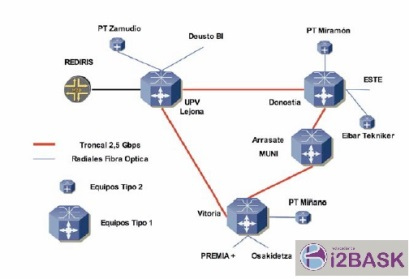 PT Zamudio
Deusto BI
PT Miramón
REDIRIS
ESTE
UPV
Lejona
Donostia
Eibar Tekniker
Arrasate
MUNI
Troncal 2,5 Gbps
Radiales Fibra Optica
Equipos Tipo 2
Equipos Tipo 1
Vitoria
PT Miñano
PREMIA +
Osakidetza
i2BASK